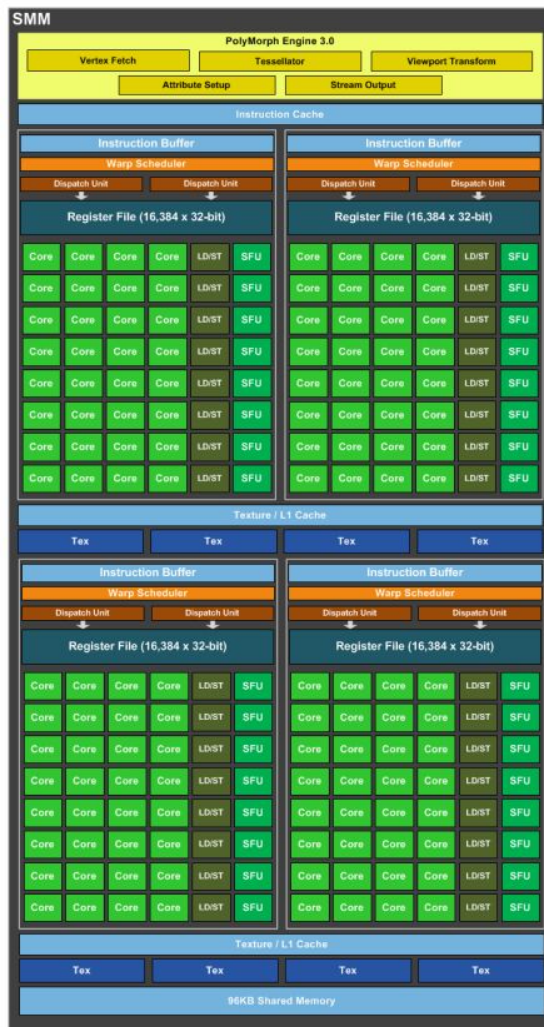 SMM
PolyMorph Engine 3.0
Vertex Fetch Tessellator Viewport Transform
Attribute Setup Stream Output
Instruction Cache
Instruction Buffer Instruction Buffer
Warp Scheduler Warp Scheduler
Dispatch Unit Dispatch Unit Dispatch Unit Dispatch Unit
Register File (16,384 x 32-bit) Register File (16,384 x 32-bit)
Core Core Core Core LD/ST SFU Core Core Core Core LD/ST SFU
Core Core Core Core LD/ST SFU Core Core Core Core LD/ST SFU
Core Core Core Core LD/ST SFU Core Core Core Core LD/ST SFU
Core Core Core Core LD/ST SFU Core Core Core Core LD/ST SFU
Core Core Core Core LD/ST SFU Core Core Core Core LD/ST SFU
Core Core Core Core LD/ST SFU Core Core Core Core LD/ST SFU
Core Core Core Core LD/ST SFU Core Core Core Core LD/ST SFU
Core Core Core Core LD/ST SFU Core Core Core Core LD/ST SFU
Texture / L1 Cache
Tex Tex Tex Tex
Instruction Buffer Instruction Buffer
Warp Scheduler Warp Scheduler
Dispatch Unit Dispatch Unit Dispatch Unit Dispatch Unit
Register File (16,384 x 32-bit) Register File (16,384 x 32-bit)
Core Core Core Core LD/ST SFU Core Core Core Core LD/ST SFU
Core Core Core Core LD/ST SFU Core Core Core Core LD/ST SFU
Core Core Core Core LD/ST SFU Core Core Core Core LD/ST SFU
Core Core Core Core LD/ST SFU Core Core Core Core LD/ST SFU
Core Core Core Core LD/ST SFU Core Core Core Core LD/ST SFU
Core Core Core Core LD/ST SFU Core Core Core Core LD/ST SFU
Core Core Core Core LD/ST SFU Core Core Core Core LD/ST SFU
Core Core Core Core LD/ST SFU Core Core Core Core LD/ST SFU
Texture / L1 Cache
Tex Tex Tex Tex
96KB Shared Memory